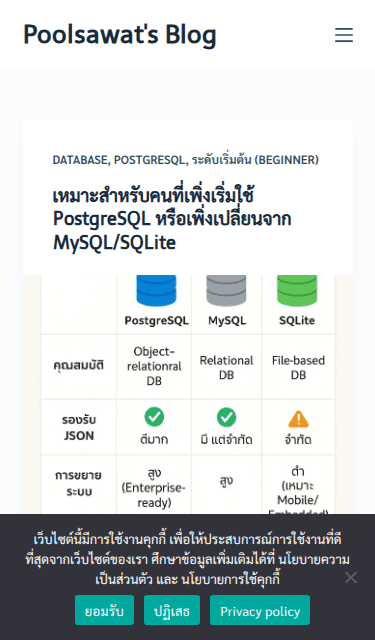 Poolsawat's Blog
DATABASE, POSTGRESQL, ระดับเริ่มต้น (BEGINNER)
เหมาะสำหรับคนที่เพิ่งเริ่มใช้
PostgreSQL หรือเพิ่งเปลี่ยนจาก
MySQL/SQLite
PostgreSQL MySQL SQLite
คุณสมบัติ
Object-
relationral
DB
Relational
DB
File-based
DB
รองรับ
JSON
ดีมาก
มี แต่จำกัด
จำกัด
การขยาย
ระบบ
สูง
(Enterprise-
ready)
สูง
ต่ำ
(เหมาะ
Mobile/
Embedded)
เว็บไซต์นี้มีการใช้งานคุกกี้ เพื่อให้ประสบการณ์การใช้งานที่ดี
ที่สุดจากเว็บไซต์ของเรา ศึกษาข้อมูลเพิ่มเติมได้ที่ นโยบายความ
เป็นส่วนตัว และ นโยบายการใช้คุกกี้
ยอมรับ ปฏิเสธ Privacy policy